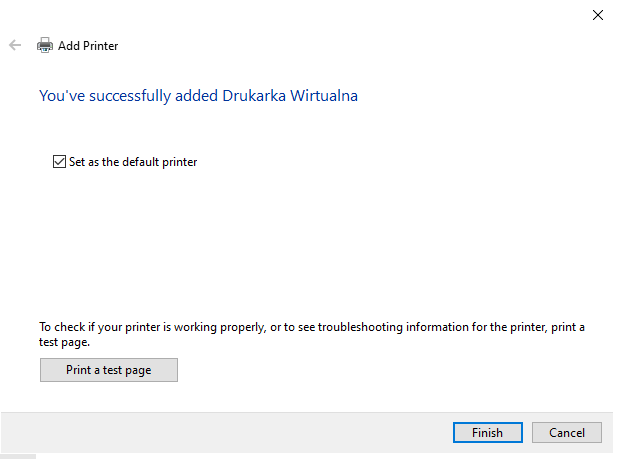 Add Printer
You've successfully added Drukarka Wirtualna
Set as the default printer
To check if your printer is working properly, or to see troubleshooting information for the printer, print a
test page.
Print a test page
Finish
Cancel